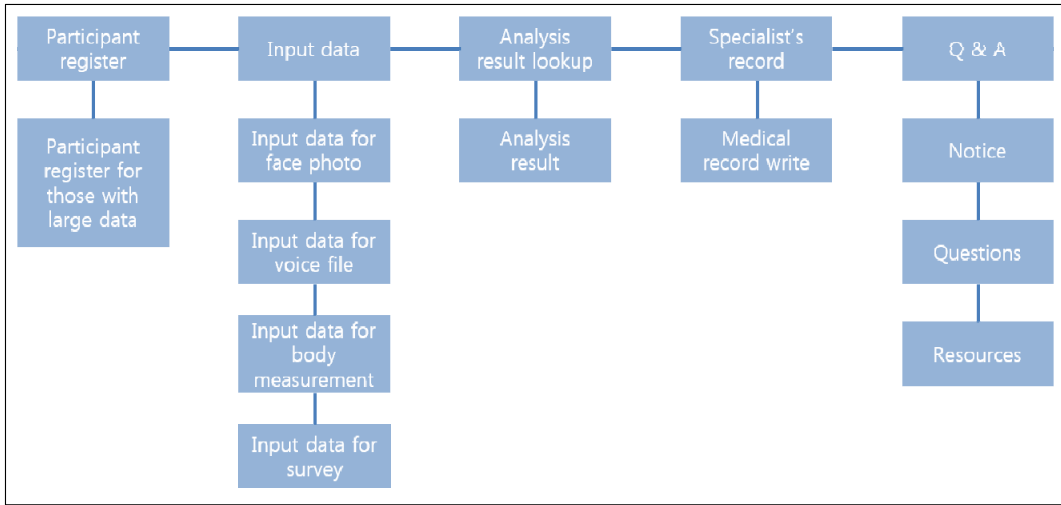 Participant
register
Input data
Analysis
result lookup
Specialist's
record
Q & A
Participant
register for
those with
large data
Input data for
face photo
Analysis
result
Medical
record write
Notice
Input data for
voice file
Questions
Input data for
body
measurement
Resources
Input data for
survey